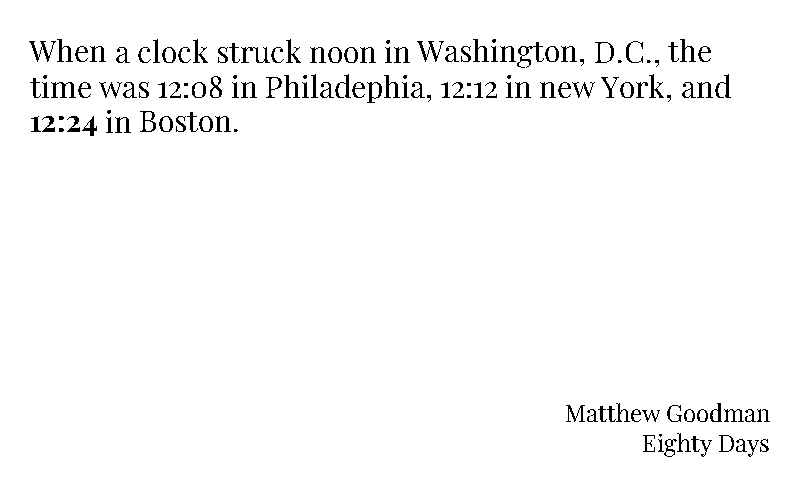 When a clock struck noon in Washington, D.C., the
time was 12:08 in Philadephia, 12:12 in new York, and
12:24 in Boston.
Matthew Goodman
Eighty Days